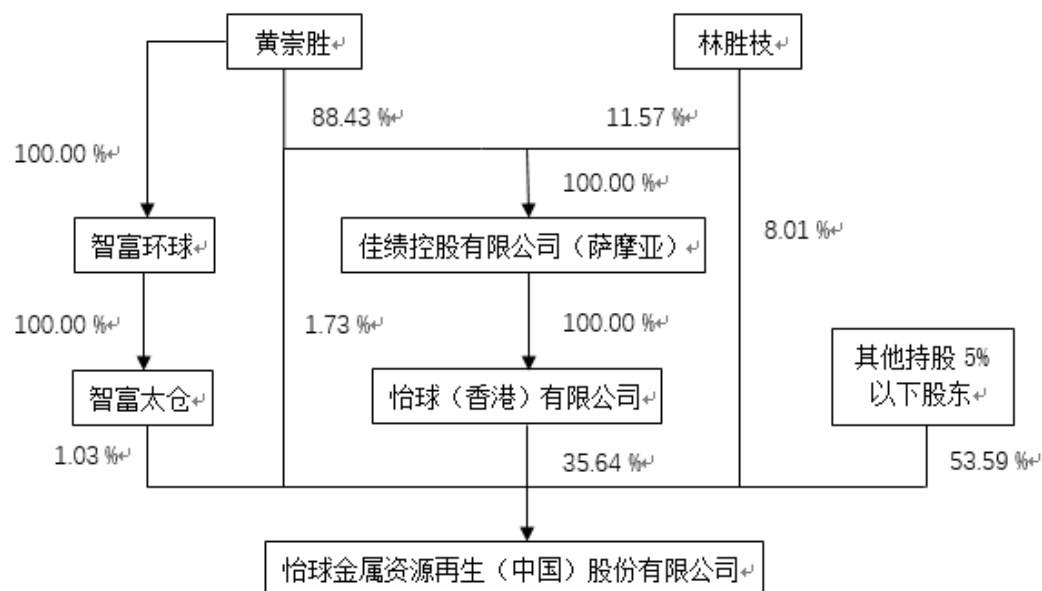 黄崇胜↵
林胜枝↵
88.43 %↵
11.57 %↵
100.00 %↵
100.00 %↵
智富环球↵
佳绩控股有限公司（萨摩亚）↵
8.01 %↵
100.00 %↵
1.73 %↵
100.00 %↵
其他持股 5%
以下股东↵
智富太仓↵
怡球（香港）有限公司↵
1.03 %↵
35.64 %↵
53.59 %↵
怡球金属资源再生（中国）股份有限公司↵